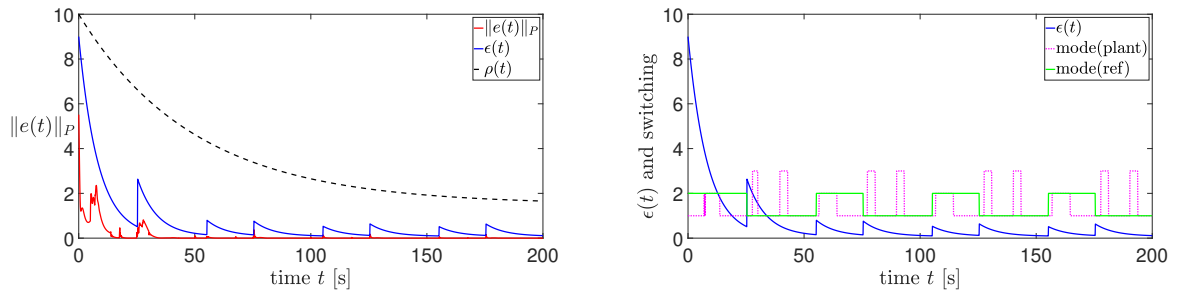 10
8
6
4
2
0
‖e(t)‖_P
0
50
100
150
200
time t [s]
‖e(t)‖_P
ϵ(t)
ρ(t)
10
8
6
4
2
0
ϵ(t) and switching
0
50
100
150
200
time t [s]
ϵ(t)
mode(plant)
mode(ref)